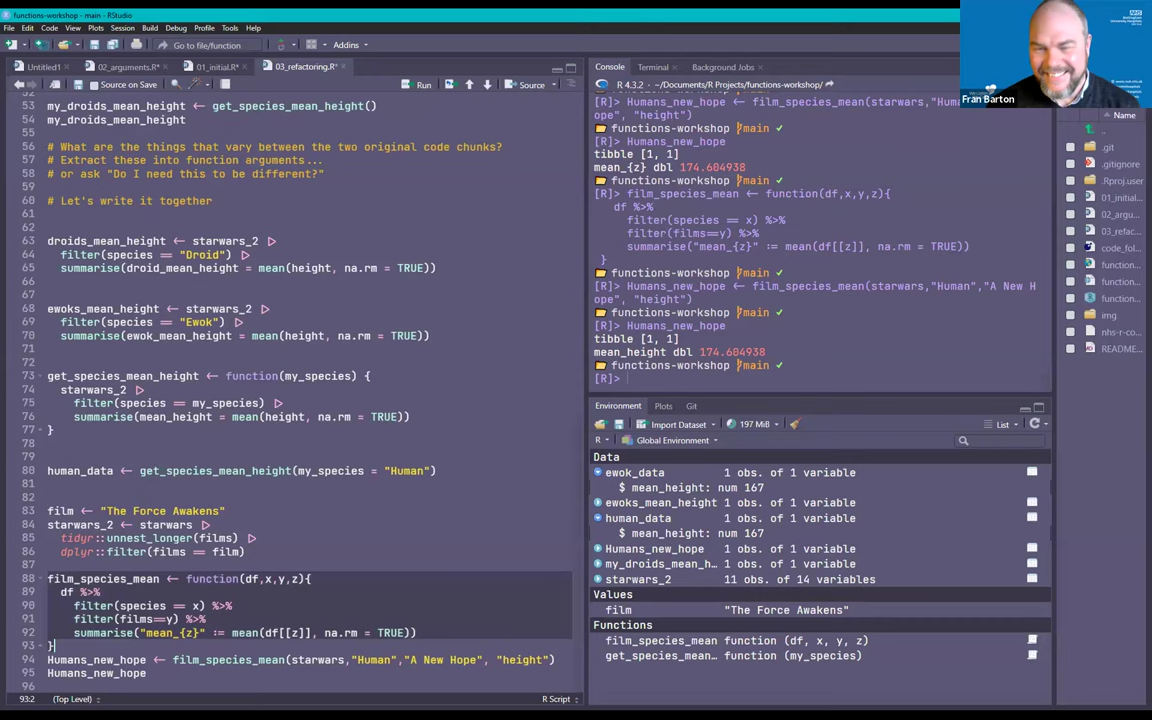 functions-workshop - main - RStudio
File Edit Code View Plots Session Build Debug Profile Tools Help
Go to file/function Addins
Untitled1 02_arguments.R* 01_initial.R* 03_refactoring.R*
Source on Save Run Source
53 my_droids_mean_height ← get_species_mean_height()
54 my_droids_mean_height
55
56 # What are the things that vary between the two original code chunks?
57 # Extract these into function arguments...
58 # or ask "Do I need this to be different?"
59
60 # Let's write it together
61
62
63 droids_mean_height ← starwars_2 ▷
64 filter(species == "Droid") ▷
65 summarise(droid_mean_height = mean(height, na.rm = TRUE))
66
67
68 ewoks_mean_height ← starwars_2 ▷
69 filter(species == "Ewok") ▷
70 summarise(ewok_mean_height = mean(height, na.rm = TRUE))
71
72
73 get_species_mean_height ← function(my_species) {
74 starwars_2 ▷
75 filter(species == my_species) ▷
76 summarise(mean_height = mean(height, na.rm = TRUE))
77 }
78
79
80 human_data ← get_species_mean_height(my_species = "Human")
81
82
83 film ← "The Force Awakens"
84 starwars_2 ← starwars ▷
85 tidyr::unnest_longer(films) ▷
86 dplyr::filter(films == film)
87
88 film_species_mean ← function(df,x,y,z){
89 df %>%
90 filter(species == x) %>%
91 filter(films==y) %>%
92 summarise("mean_{z}" := mean(df[[z]], na.rm = TRUE))
93 }
94 Humans_new_hope ← film_species_mean(starwars,"Human","A New Hope", "height")
95 Humans_new_hope
96
93:2 (Top Level) R Script
Console Terminal Background Jobs
R 4.3.2 · ~/Documents/R Projects/functions-workshop/
[R]> Humans_new_hope ← film_species_mean(starwars,"Human","A New H
ope", "height")
functions-workshop main ✓
[R]> Humans_new_hope
tibble [1, 1]
mean_{z} dbl 174.604938
functions-workshop main ✓
[R]> film_species_mean ← function(df,x,y,z){
df %>%
filter(species == x) %>%
filter(films==y) %>%
summarise("mean_{z}" := mean(df[[z]], na.rm = TRUE))
}
functions-workshop main ✓
[R]> Humans_new_hope ← film_species_mean(starwars,"Human","A New H
ope", "height")
functions-workshop main ✓
[R]> Humans_new_hope
tibble [1, 1]
mean_height dbl 174.604938
functions-workshop main ✓
[R]>
Environment Plots Git
Import Dataset 197 MiB List
R Global Environment
Data
ewok_data 1 obs. of 1 variable
$ mean_height: num 167
ewoks_mean_height 1 obs. of 1 variable
human_data 1 obs. of 1 variable
$ mean_height: num 167
Humans_new_hope 1 obs. of 1 variable
my_droids_mean_h… 1 obs. of 1 variable
starwars_2 11 obs. of 14 variables
Values
film "The Force Awakens"
Functions
film_species_mean function (df, x, y, z)
get_species_mean… function (my_species)
NHS
Fran Barton
Name
..
.git
.gitignore
.Rproj.user
01_initial…
02_argu…
03_refac…
code_fol…
function…
function…
function…
img
nhs-r-co…
README…